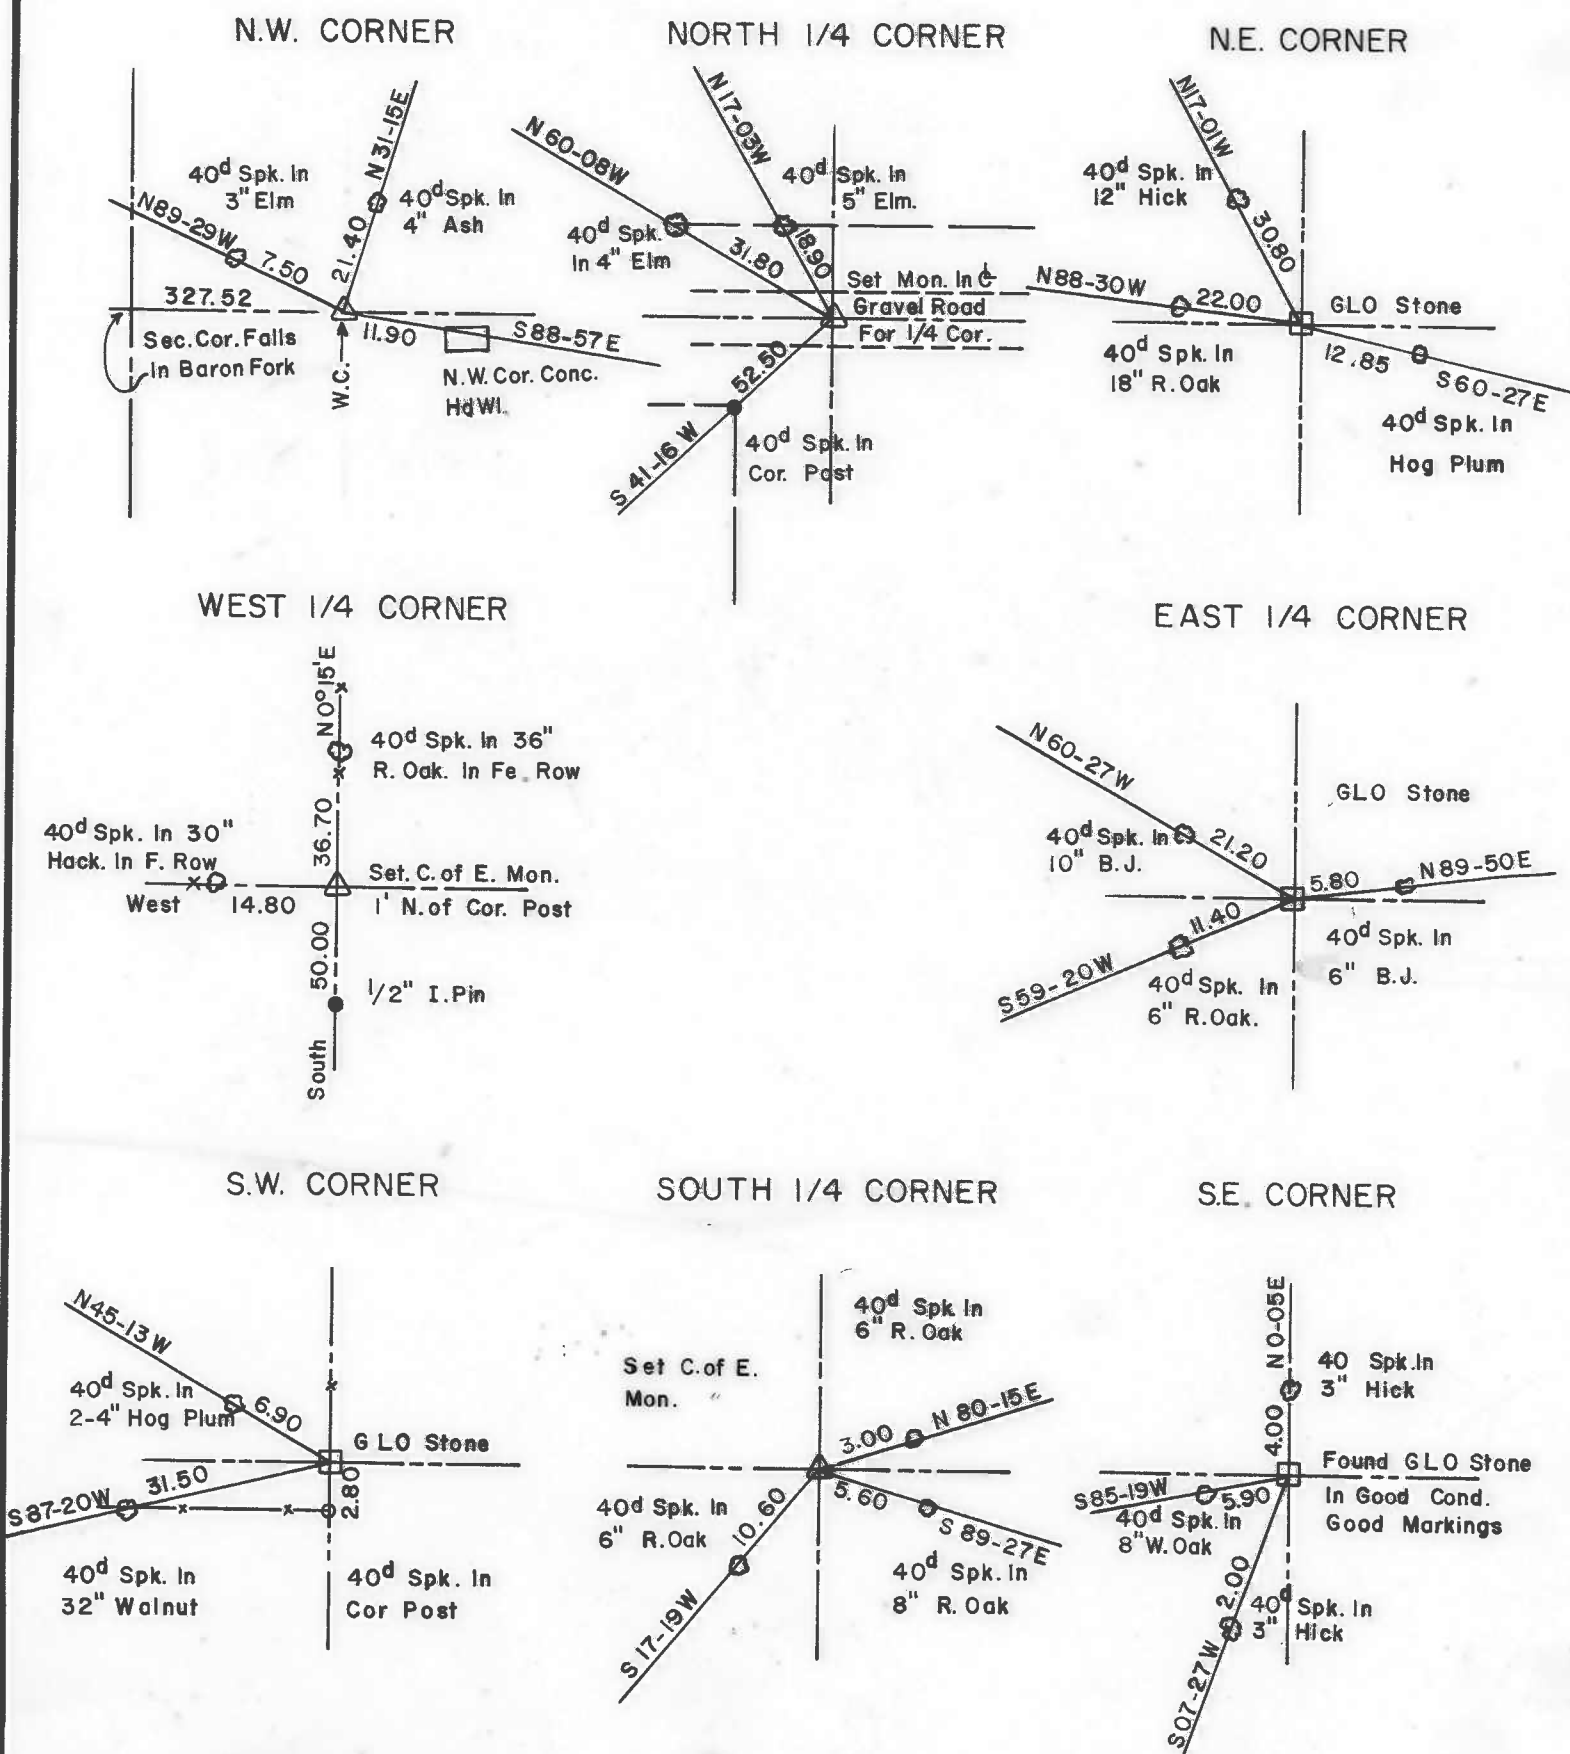 N.W. CORNER
N 31-15E
40d Spk. In
3" Elm
40d Spk. In
4" Ash
N89-29W
7.50
21.40
327.52
11.90
S88-57E
Sec. Cor. Falls
In Baron Fork
W.C.
N.W. Cor. Conc.
Hd Wl.
NORTH 1/4 CORNER
N17-03W
N 60-08W
40d Spk. In
5" Elm.
40d Spk.
In 4" Elm
18.90
31.80
Set Mon. In ℄
Gravel Road
For 1/4 Cor.
52.50
S 41-16 W
40d Spk. In
Cor. Post
N.E. CORNER
N17-01W
40d Spk. In
12" Hick
30.80
N88-30W
22.00
GLO Stone
40d Spk. In
18" R.Oak
12.85
S60-27E
40d Spk. In
Hog Plum
WEST 1/4 CORNER
N0°15'E
40d Spk. In 36"
R. Oak. In Fe. Row
36.70
40d Spk. In 30"
Hack. In F. Row
West
14.80
Set. C. of E. Mon.
1' N. of Cor. Post
50.00
1/2" I. Pin
South
EAST 1/4 CORNER
N60-27W
GLO Stone
40d Spk. In
10" B.J.
21.20
5.80
N89-50E
11.40
40d Spk. In
6" B.J.
S59-20W
40d Spk. In
6" R.Oak.
S.W. CORNER
N45-13W
40d Spk. In
2-4" Hog Plum
6.90
GLO Stone
31.50
2.80
S87-20W
40d Spk. In
32" Walnut
40d Spk. In
Cor Post
SOUTH 1/4 CORNER
40d Spk. In
6" R. Oak
Set C. of E.
Mon.
3.00
N 80-15E
5.60
S 89-27E
40d Spk. In
6" R.Oak
10.60
40d Spk. In
8" R. Oak
S 17-19W
S.E. CORNER
N 0-05E
40 Spk. In
3" Hick
4.00
Found GLO Stone
In Good Cond.
Good Markings
S85-19W
5.90
40d Spk. In
8" W. Oak
2.00
40d Spk. In
3" Hick
S07-27W